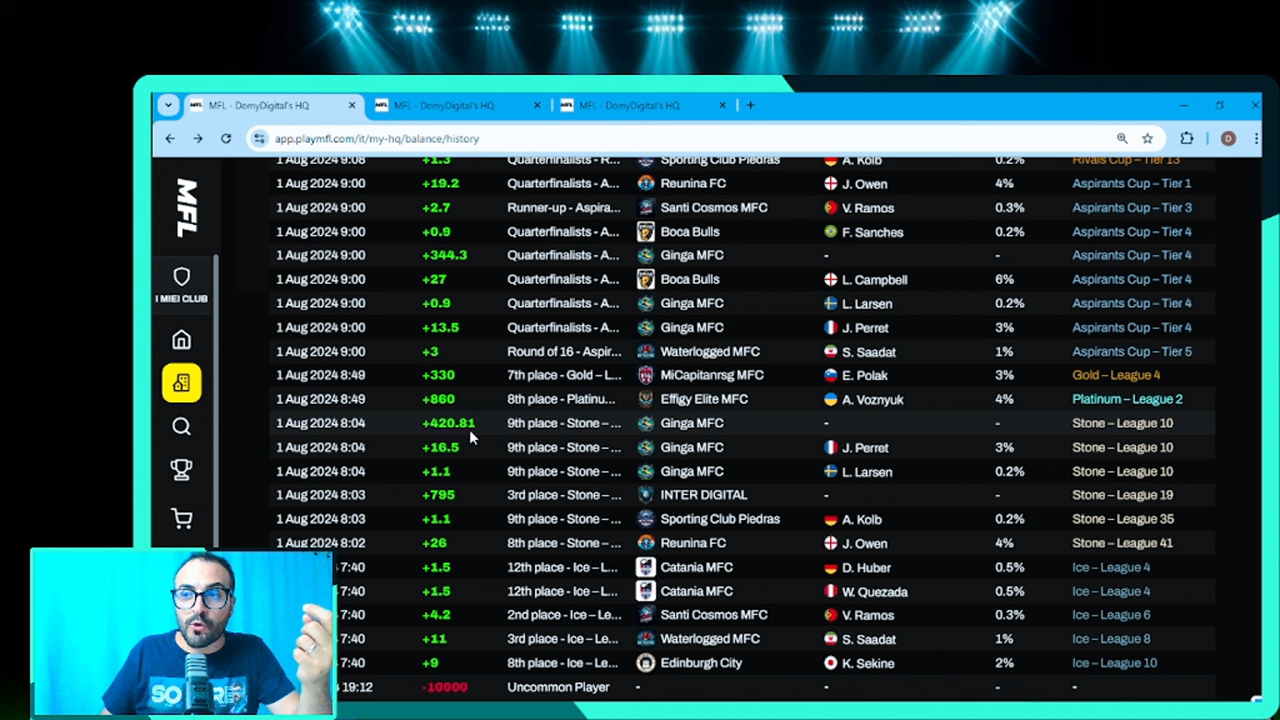 MFL - DomyDigital's HQ MFL - DomyDigital's HQ MFL - DomyDigital's HQ
app.playmfl.com/it/my-hq/balance/history D
MFL
I MIEI CLUB
1 Aug 2024 9:08 +1.3 Quarterfinalists - R... Sporting Club Piedras A. Kolb 0.2% Rivals Cup – Tier 13
1 Aug 2024 9:00 +19.2 Quarterfinalists - A... Reunina FC J. Owen 4% Aspirants Cup – Tier 1
1 Aug 2024 9:00 +2.7 Runner-up - Aspira... Santi Cosmos MFC V. Ramos 0.3% Aspirants Cup – Tier 3
1 Aug 2024 9:00 +0.9 Quarterfinalists - A... Boca Bulls F. Sanches 0.2% Aspirants Cup – Tier 4
1 Aug 2024 9:00 +344.3 Quarterfinalists - A... Ginga MFC - - Aspirants Cup – Tier 4
1 Aug 2024 9:00 +27 Quarterfinalists - A... Boca Bulls L. Campbell 6% Aspirants Cup – Tier 4
1 Aug 2024 9:00 +0.9 Quarterfinalists - A... Ginga MFC L. Larsen 0.2% Aspirants Cup – Tier 4
1 Aug 2024 9:00 +13.5 Quarterfinalists - A... Ginga MFC J. Perret 3% Aspirants Cup – Tier 4
1 Aug 2024 9:00 +3 Round of 16 - Aspir... Waterlogged MFC S. Saadat 1% Aspirants Cup – Tier 5
1 Aug 2024 8:49 +330 7th place - Gold – L... MiCapitanrsg MFC E. Polak 3% Gold – League 4
1 Aug 2024 8:49 +860 8th place - Platinu... Effigy Elite MFC A. Voznyuk 4% Platinum – League 2
1 Aug 2024 8:04 +420.81 9th place - Stone – ... Ginga MFC - - Stone – League 10
1 Aug 2024 8:04 +16.5 9th place - Stone – ... Ginga MFC J. Perret 3% Stone – League 10
1 Aug 2024 8:04 +1.1 9th place - Stone – ... Ginga MFC L. Larsen 0.2% Stone – League 10
1 Aug 2024 8:03 +795 3rd place - Stone – ... INTER DIGITAL - - Stone – League 19
1 Aug 2024 8:03 +1.1 9th place - Stone – ... Sporting Club Piedras A. Kolb 0.2% Stone – League 35
1 Aug 2024 8:02 +26 8th place - Stone – ... Reunina FC J. Owen 4% Stone – League 41
7:40 +1.5 12th place - Ice – L... Catania MFC D. Huber 0.5% Ice – League 4
7:40 +1.5 12th place - Ice – L... Catania MFC W. Quezada 0.5% Ice – League 4
7:40 +4.2 2nd place - Ice – Le... Santi Cosmos MFC V. Ramos 0.3% Ice – League 6
7:40 +11 3rd place - Ice – Le... Waterlogged MFC S. Saadat 1% Ice – League 8
7:40 +9 8th place - Ice – Le... Edinburgh City K. Sekine 2% Ice – League 10
19:12 -10000 Uncommon Player - - - -